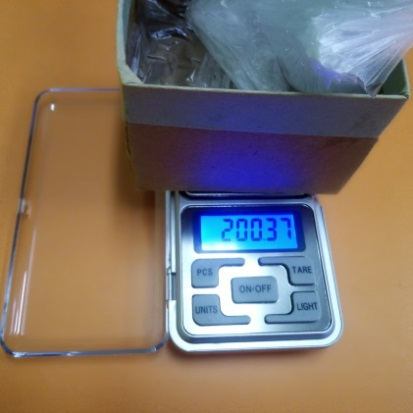 200.37
PCS
TARE
ON/OFF
UNITS
LIGHT